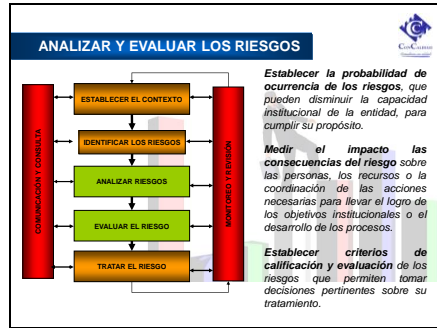 ConCalidad
ANALIZAR Y EVALUAR LOS RIESGOS
COMUNICACIÓN Y CONSULTA
ESTABLECER EL CONTEXTO
IDENTIFICAR LOS RIESGOS
ANALIZAR RIESGOS
EVALUAR EL RIESGO
TRATAR EL RIESGO
MONITOREO Y REVISIÓN
Establecer la probabilidad de
ocurrencia de los riesgos, que
pueden disminuir la capacidad
institucional de la entidad, para
cumplir su propósito.
Medir el impacto las
consecuencias del riesgo sobre
las personas, los recursos o la
coordinación de las acciones
necesarias para llevar el logro de
los objetivos institucionales o el
desarrollo de los procesos.
Establecer criterios de
calificación y evaluación de los
riesgos que permiten tomar
decisiones pertinentes sobre su
tratamiento.